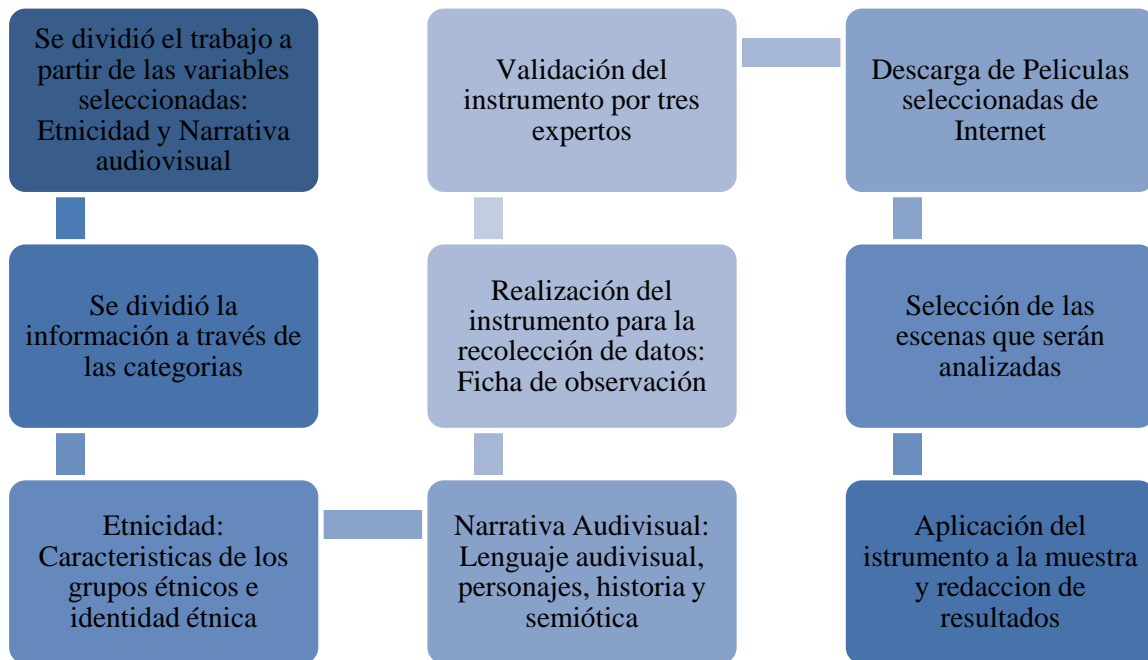 Se dividió el trabajo a
partir de las variables
seleccionadas:
Etnicidad y Narrativa
audiovisual
Se dividió la
información a través de
las categorias
Etnicidad:
Caracteristicas de los
grupos étnicos e
identidad étnica
Narrativa Audivisual:
Lenguaje audivisual,
personajes, historia y
semiótica
Realización del
instrumento para la
recolección de datos:
Ficha de observación
Validación del
instrumento por tres
expertos
Descarga de Peliculas
seleccionadas de
Internet
Selección de las
escenas que serán
analizadas
Aplicación del
istrumento a la muestra
y redaccion de
resultados